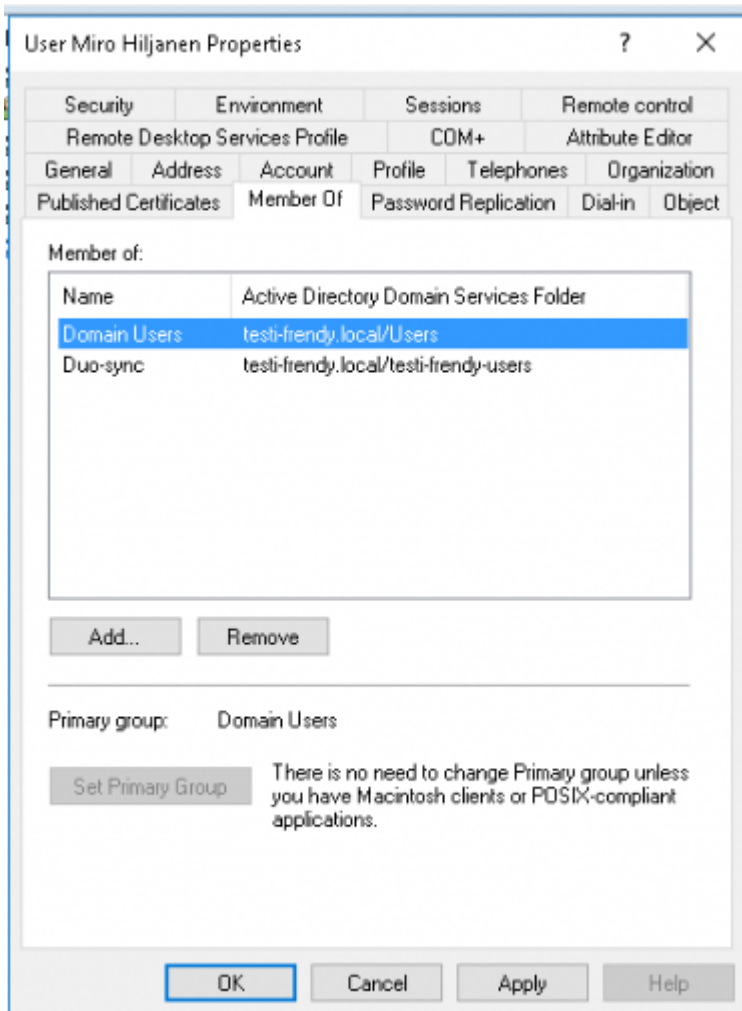 User Miro Hiljanen Properties ? ×
Security Environment Sessions Remote control
Remote Desktop Services Profile COM+ Attribute Editor
General Address Account Profile Telephones Organization
Published Certificates Member Of Password Replication Dial-in Object
Member of:
Name Active Directory Domain Services Folder
Domain Users testi-frendy.local/Users
Duo-sync testi-frendy.local/testi-frendy-users
Add... Remove
Primary group: Domain Users
Set Primary Group
There is no need to change Primary group unless
you have Macintosh clients or POSIX-compliant
applications.
OK Cancel Apply Help